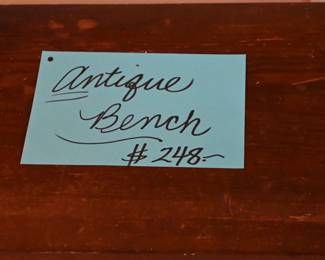 Antique
Bench
# 248.-